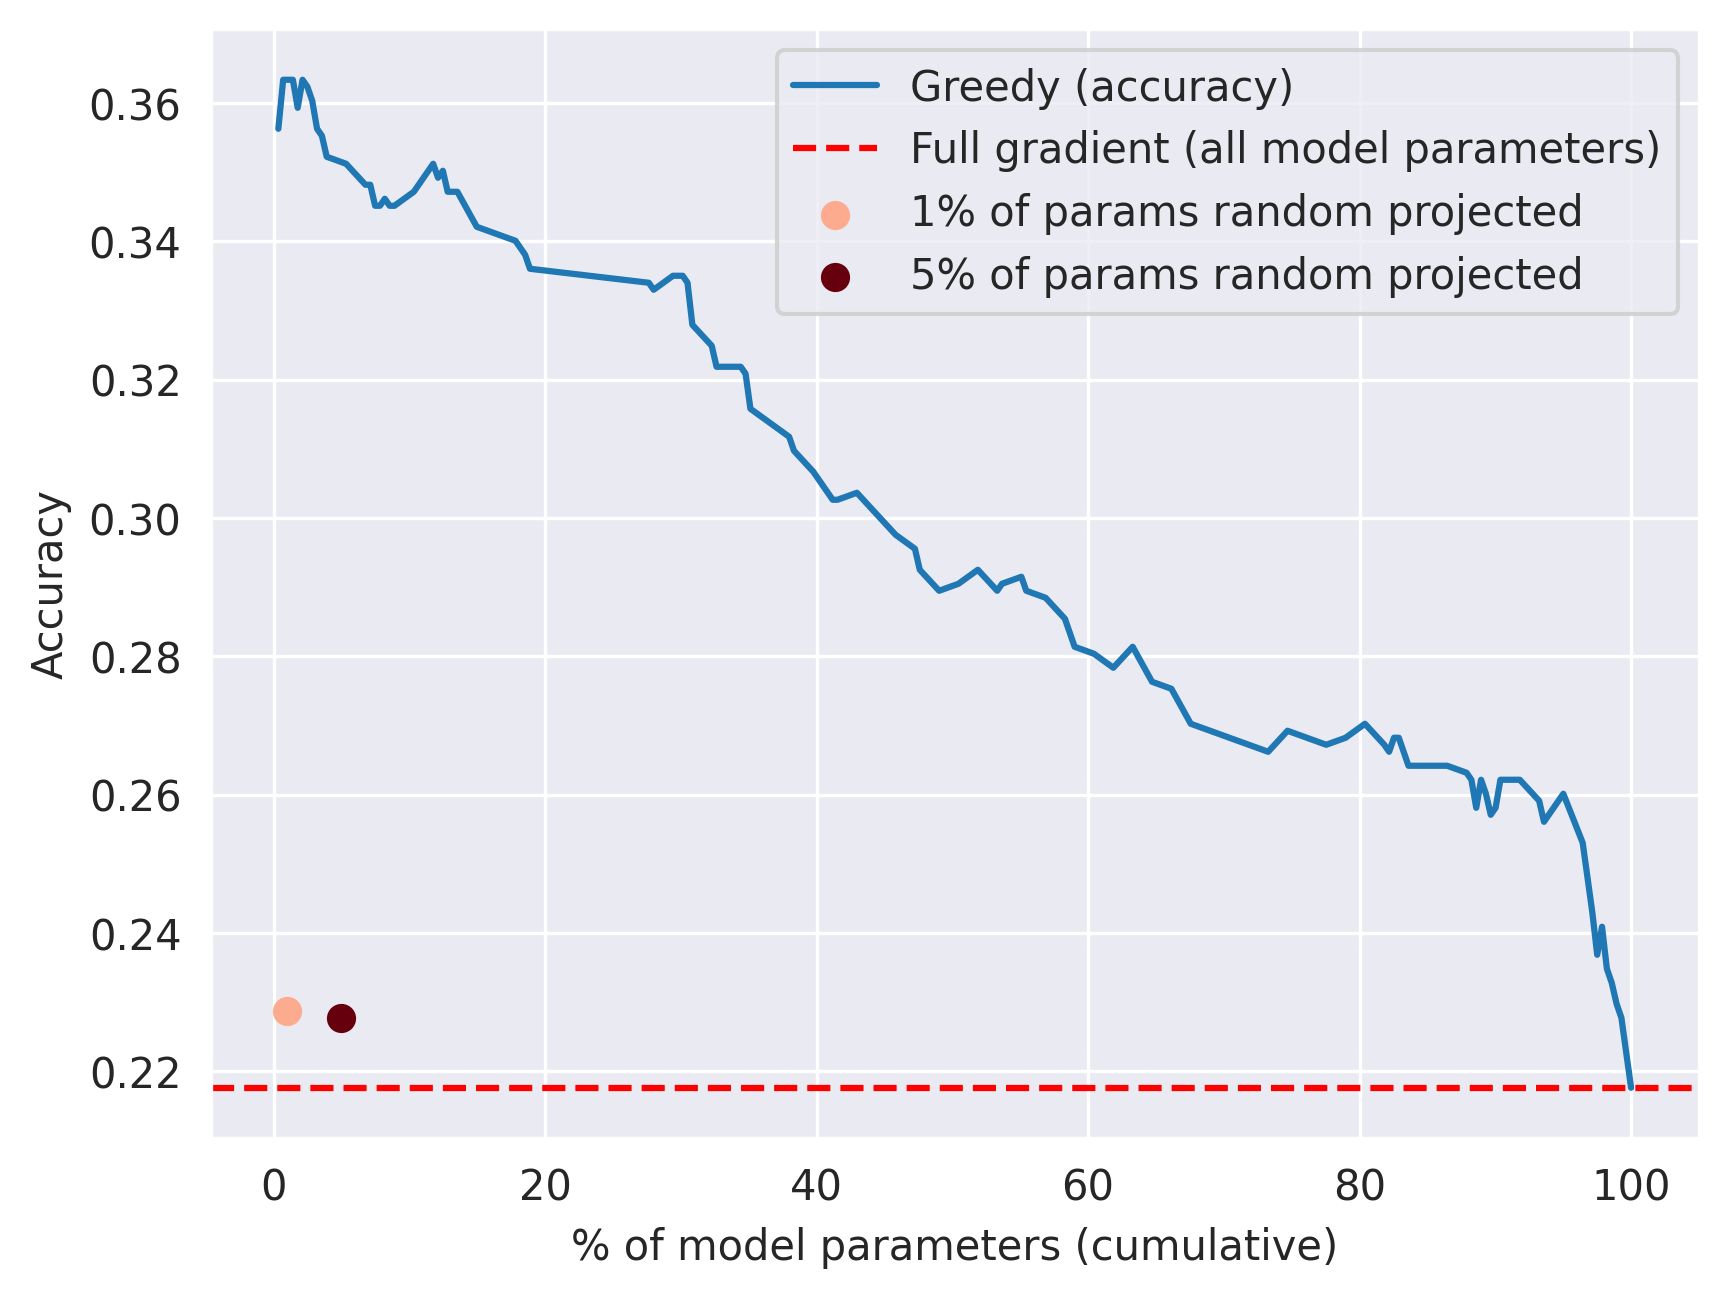 Greedy (accuracy)
Full gradient (all model parameters)
1% of params random projected
5% of params random projected
Accuracy
0.36
0.34
0.32
0.30
0.28
0.26
0.24
0.22
0 20 40 60 80 100
% of model parameters (cumulative)